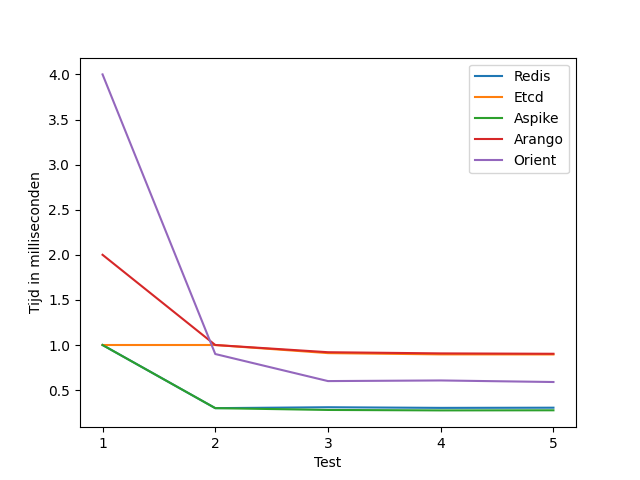 Redis
Etcd
Aspike
Arango
Orient
Tijd in milliseconden
4.0
3.5
3.0
2.5
2.0
1.5
1.0
0.5
1 2 3 4 5
Test